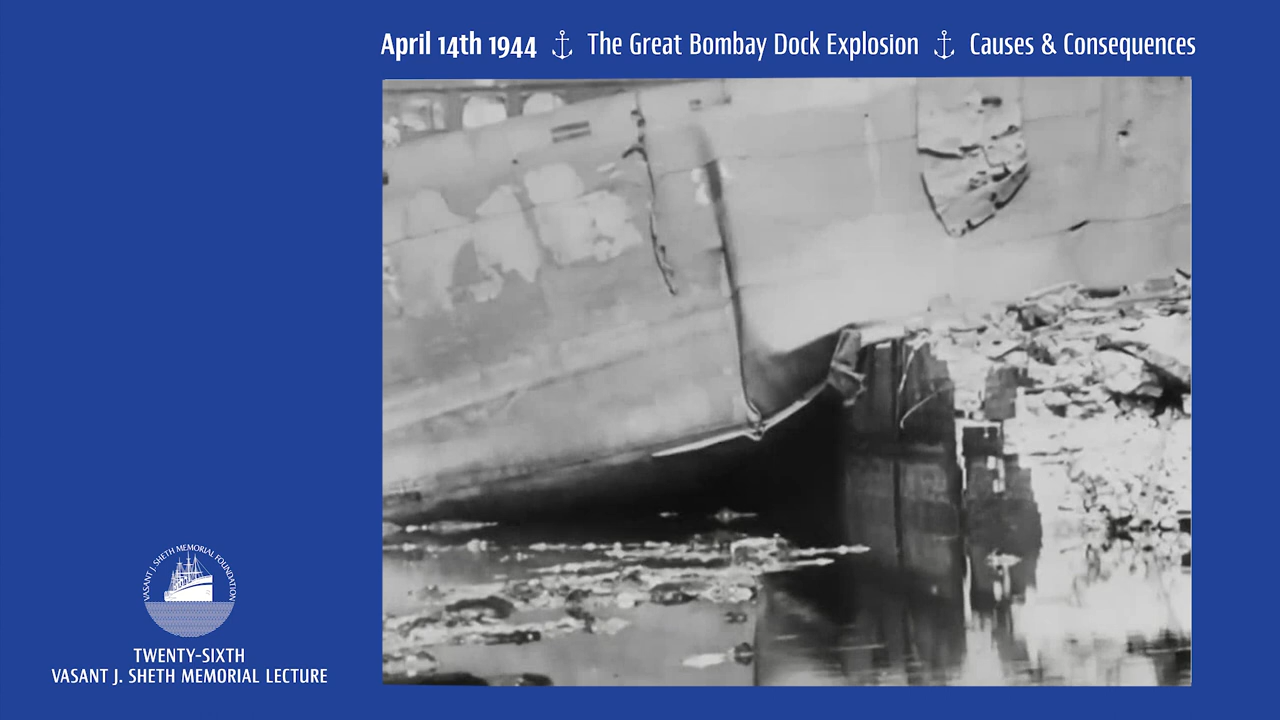 April 14th 1944 ⚓ The Great Bombay Dock Explosion ⚓ Causes & Consequences
VASANT J. SHETH MEMORIAL FOUNDATION
TWENTY-SIXTH
VASANT J. SHETH MEMORIAL LECTURE